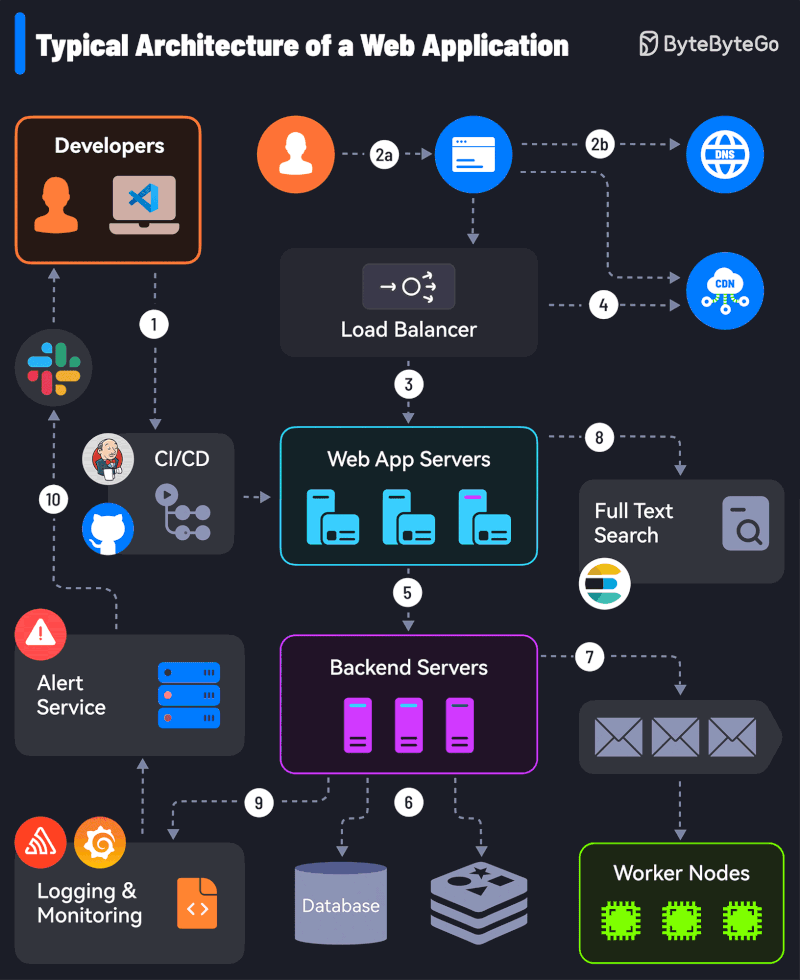 Typical Architecture of a Web Application
ByteByteGo
Developers
2a
2b
DNS
1
Load Balancer
4
CDN
3
CI/CD
Web App Servers
8
Full Text
Search
10
5
Alert
Service
Backend Servers
7
9
6
Logging &
Monitoring
Database
Worker Nodes